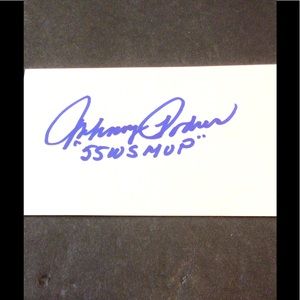 Johnny Podres
"55 WS MVP"